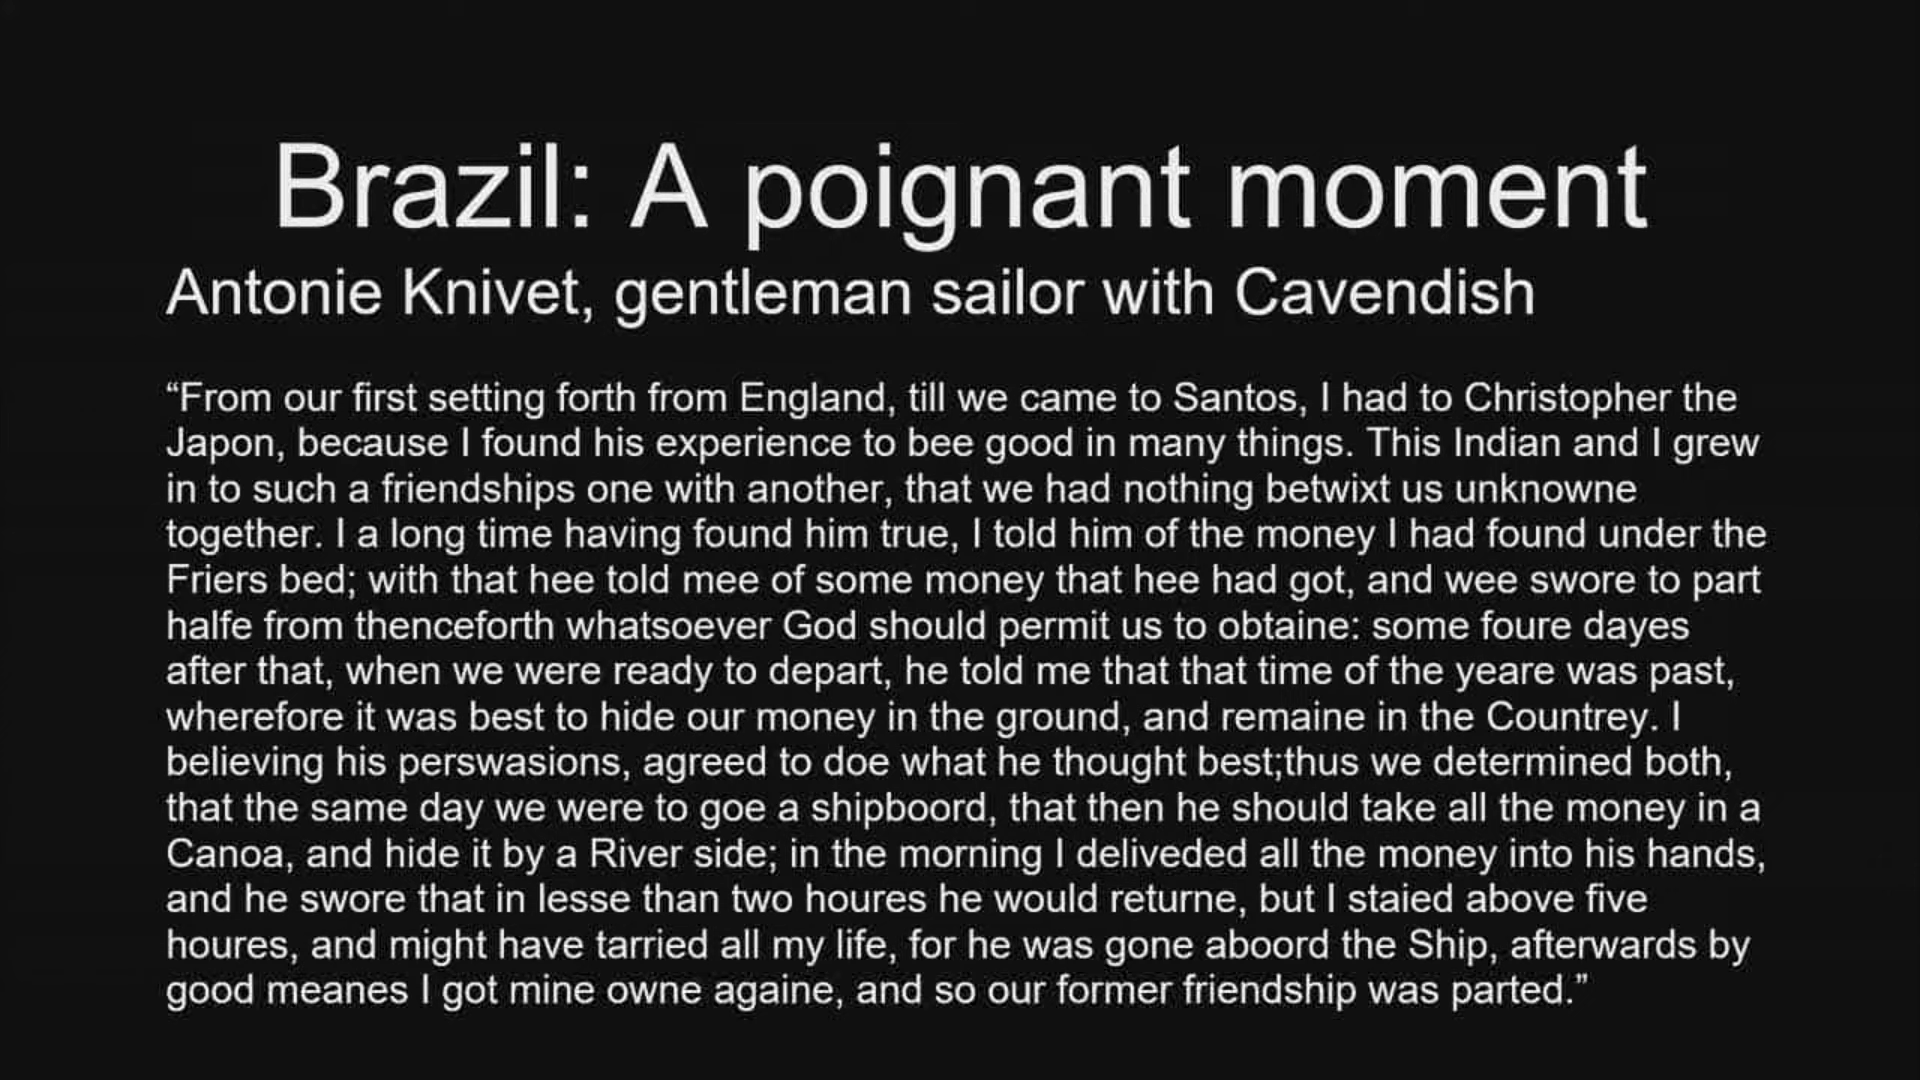 Brazil: A poignant moment
Antonie Knivet, gentleman sailor with Cavendish
“From our first setting forth from England, till we came to Santos, I had to Christopher the
Japon, because I found his experience to bee good in many things. This Indian and I grew
in to such a friendships one with another, that we had nothing betwixt us unknowne
together. I a long time having found him true, I told him of the money I had found under the
Friers bed; with that hee told mee of some money that hee had got, and wee swore to part
halfe from thenceforth whatsoever God should permit us to obtaine: some foure dayes
after that, when we were ready to depart, he told me that that time of the yeare was past,
wherefore it was best to hide our money in the ground, and remaine in the Countrey. I
believing his perswasions, agreed to doe what he thought best;thus we determined both,
that the same day we were to goe a shipboord, that then he should take all the money in a
Canoa, and hide it by a River side; in the morning I deliveded all the money into his hands,
and he swore that in lesse than two houres he would returne, but I staied above five
houres, and might have tarried all my life, for he was gone aboord the Ship, afterwards by
good meanes I got mine owne againe, and so our former friendship was parted.”